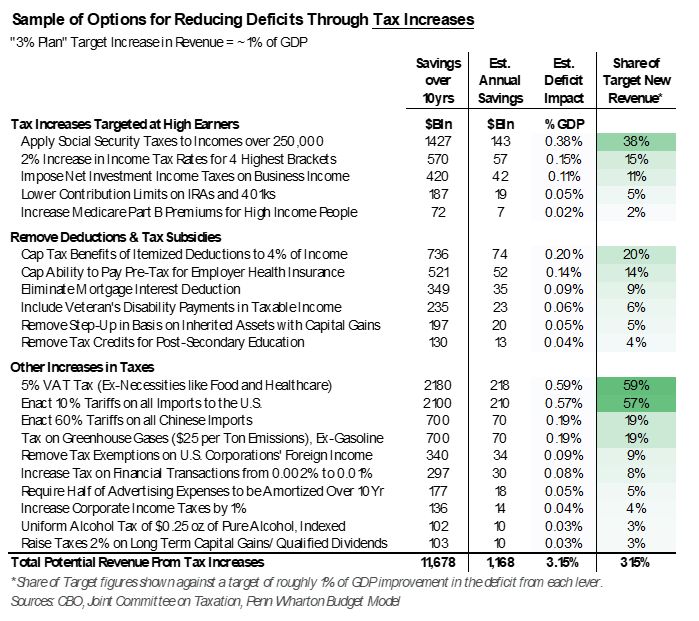 Sample of Options for Reducing Deficits Through Tax Increases
"3% Plan" Target Increase in Revenue = ~1% of GDP
Savings over 10yrs Est. Annual Savings Est. Deficit Impact Share of Target New Revenue*
Tax Increases Targeted at High Earners $Bln $Bln % GDP
Apply Social Security Taxes to Incomes over 250,000 1427 143 0.38% 38%
2% Increase in Income Tax Rates for 4 Highest Brackets 570 57 0.15% 15%
Impose Net Investment Income Taxes on Business Income 420 42 0.11% 11%
Lower Contribution Limits on IRAs and 401ks 187 19 0.05% 5%
Increase Medicare Part B Premiums for High Income People 72 7 0.02% 2%
Remove Deductions & Tax Subsidies
Cap Tax Benefits of Itemized Deductions to 4% of Income 736 74 0.20% 20%
Cap Ability to Pay Pre-Tax for Employer Health Insurance 521 52 0.14% 14%
Eliminate Mortgage Interest Deduction 349 35 0.09% 9%
Include Veteran's Disability Payments in Taxable Income 235 23 0.06% 6%
Remove Step-Up in Basis on Inherited Assets with Capital Gains 197 20 0.05% 5%
Remove Tax Credits for Post-Secondary Education 130 13 0.04% 4%
Other Increases in Taxes
5% VAT Tax (Ex-Necessities like Food and Healthcare) 2180 218 0.59% 59%
Enact 10% Tariffs on all Imports to the U.S. 2100 210 0.57% 57%
Enact 60% Tariffs on all Chinese Imports 700 70 0.19% 19%
Tax on Greenhouse Gases ($25 per Ton Emissions), Ex-Gasoline 700 70 0.19% 19%
Remove Tax Exemptions on U.S. Corporations' Foreign Income 340 34 0.09% 9%
Increase Tax on Financial Transactions from 0.002% to 0.01% 297 30 0.08% 8%
Require Half of Advertising Expenses to be Amortized Over 10Yr 177 18 0.05% 5%
Increase Corporate Income Taxes by 1% 136 14 0.04% 4%
Uniform Alcohol Tax of $0.25 oz of Pure Alcohol, Indexed 102 10 0.03% 3%
Raise Taxes 2% on Long Term Capital Gains/ Qualified Dividends 103 10 0.03% 3%
Total Potential Revenue From Tax Increases 11,678 1,168 3.15% 315%
*Share of Target figures shown against a target of roughly 1% of GDP improvement in the deficit from each lever.
Sources: CBO, Joint Committee on Taxation, Penn Wharton Budget Model